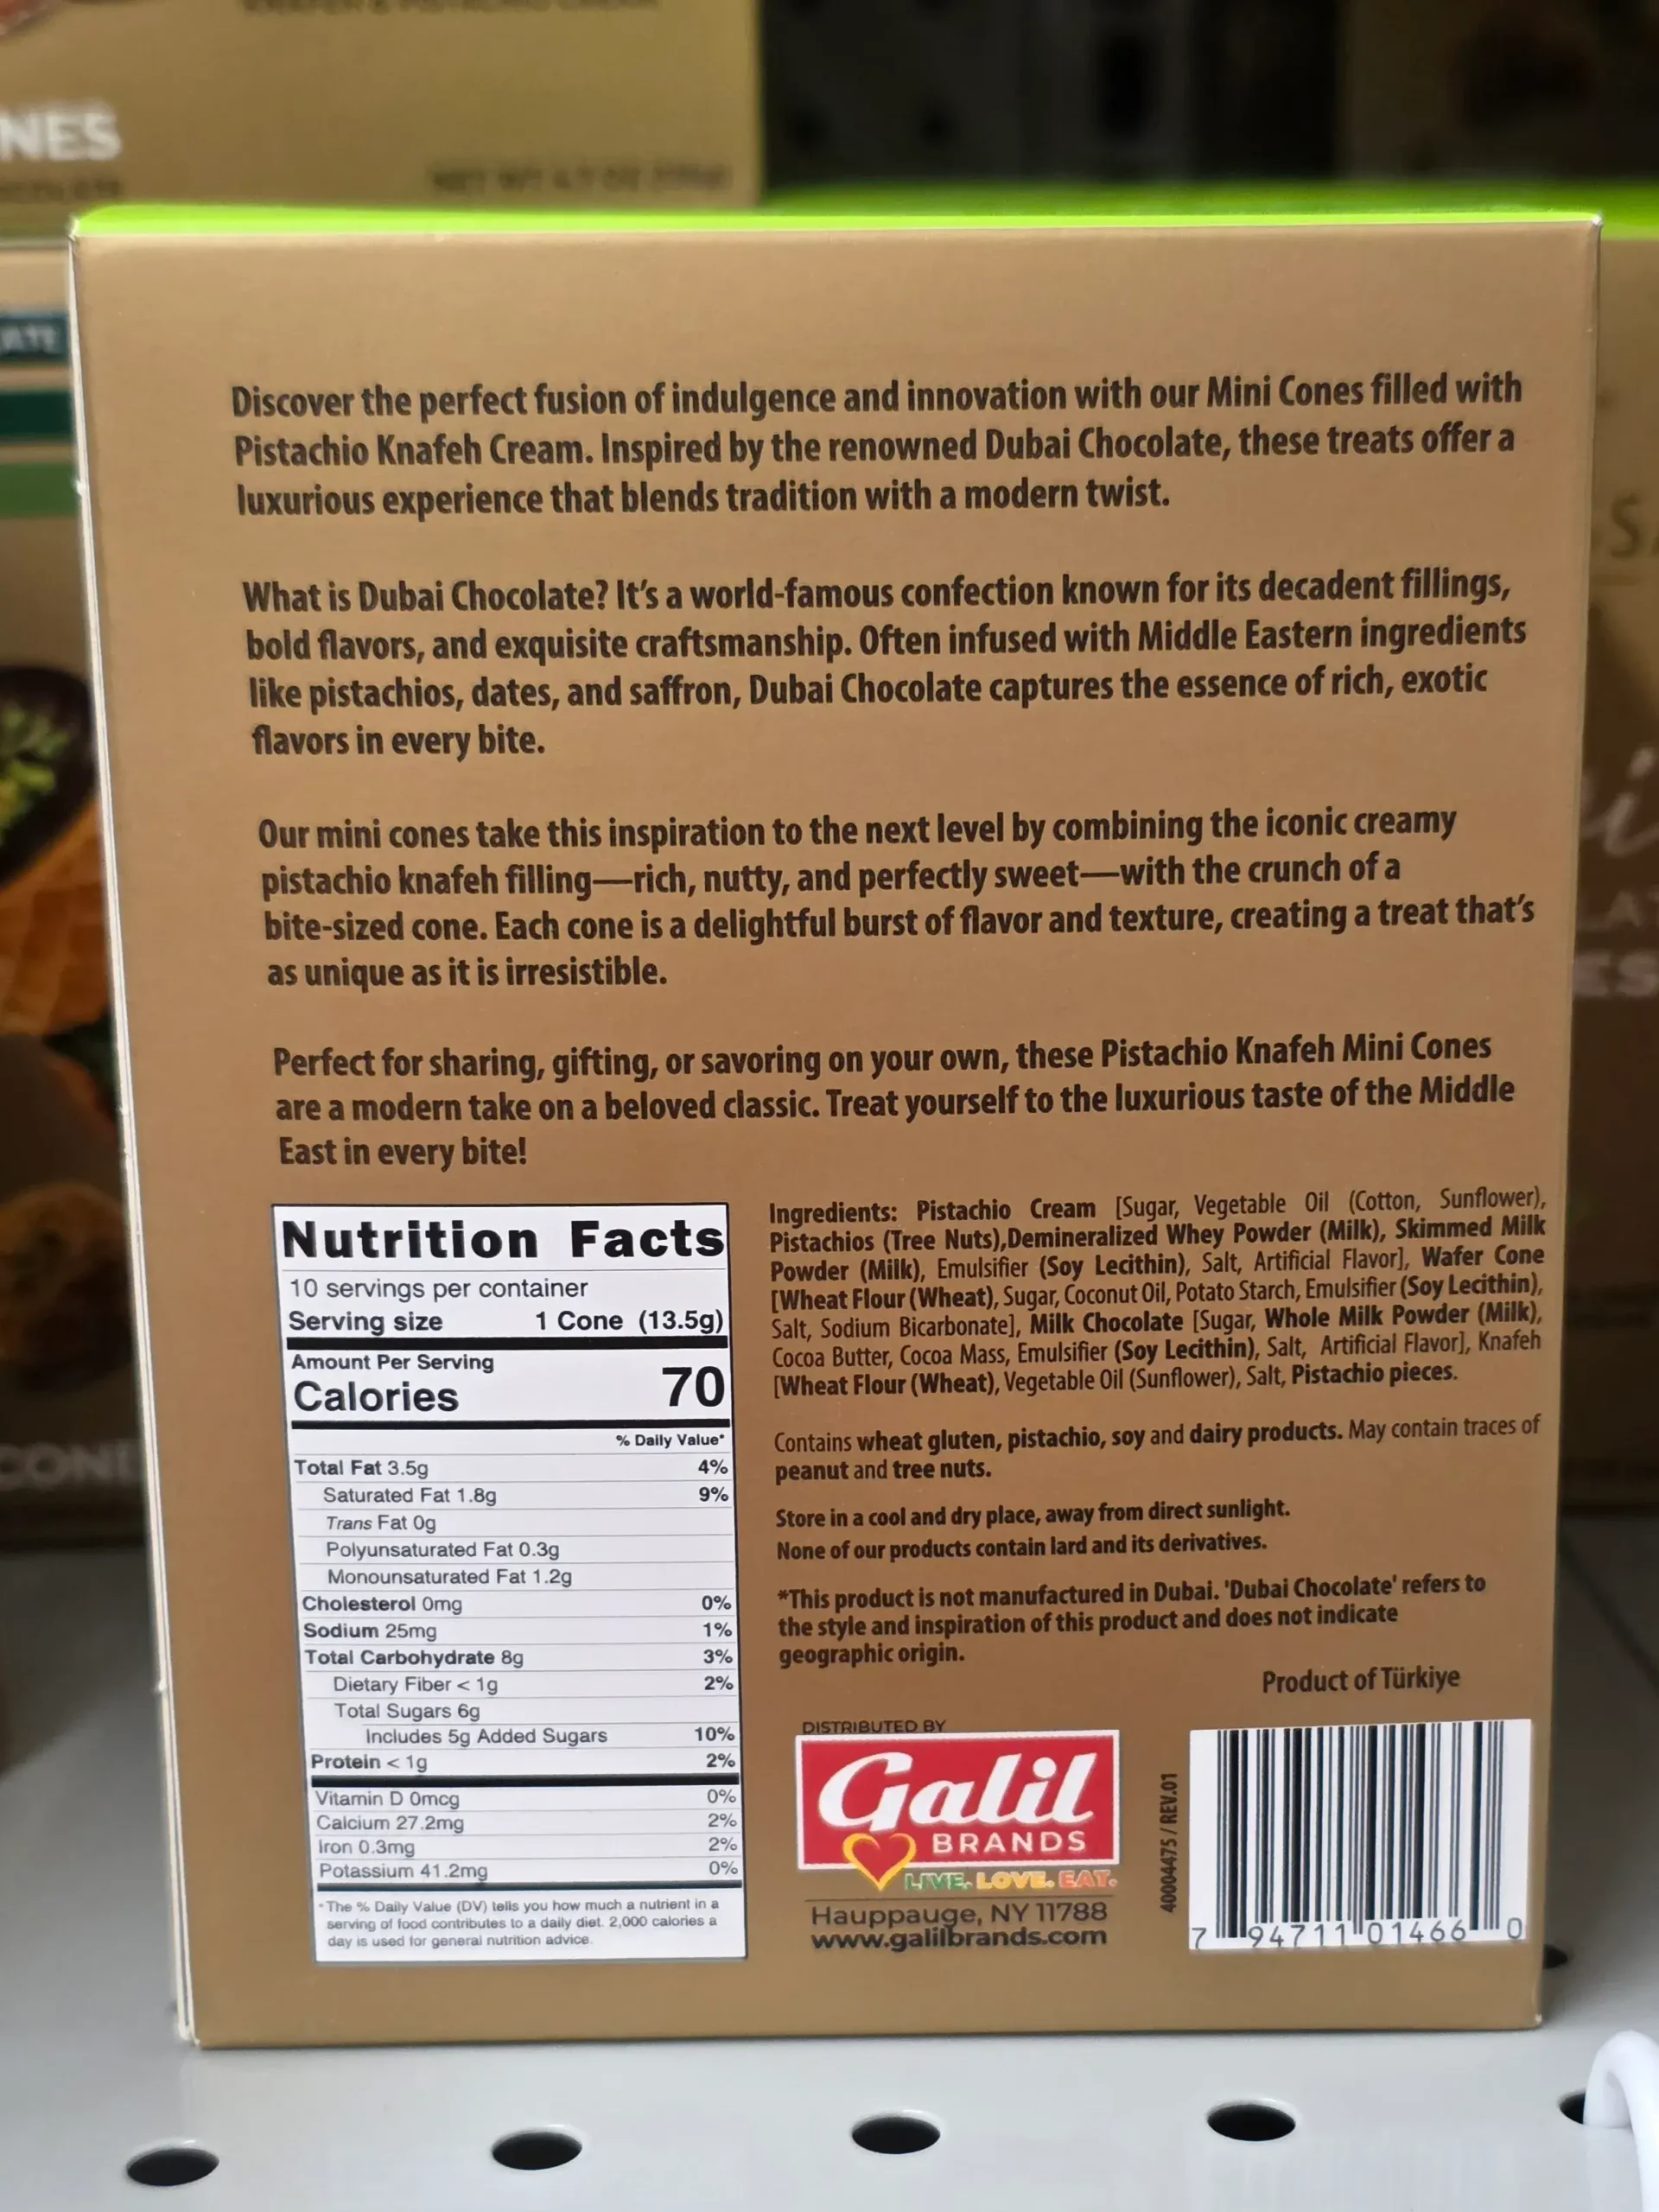 NES
ATE
CONE
Discover the perfect fusion of indulgence and innovation with our Mini Cones filled with
Pistachio Knafeh Cream. Inspired by the renowned Dubai Chocolate, these treats offer a
luxurious experience that blends tradition with a modern twist.
What is Dubai Chocolate? It's a world-famous confection known for its decadent fillings,
bold flavors, and exquisite craftsmanship. Often infused with Middle Eastern ingredients
like pistachios, dates, and saffron, Dubai Chocolate captures the essence of rich, exotic
flavors in every bite.
Our mini cones take this inspiration to the next level by combining the iconic creamy
pistachio knafeh filling—rich, nutty, and perfectly sweet—with the crunch of a
bite-sized cone. Each cone is a delightful burst of flavor and texture, creating a treat that's
as unique as it is irresistible.
Perfect for sharing, gifting, or savoring on your own, these Pistachio Knafeh Mini Cones
are a modern take on a beloved classic. Treat yourself to the luxurious taste of the Middle
East in every bite!
Nutrition Facts
10 servings per container
Serving size 1 Cone (13.5g)
Amount Per Serving
Calories 70
% Daily Value*
Total Fat 3.5g 4%
Saturated Fat 1.8g 9%
Trans Fat 0g
Polyunsaturated Fat 0.3g
Monounsaturated Fat 1.2g
Cholesterol 0mg 0%
Sodium 25mg 1%
Total Carbohydrate 8g 3%
Dietary Fiber < 1g 2%
Total Sugars 6g
Includes 5g Added Sugars 10%
Protein < 1g 2%
Vitamin D 0mcg 0%
Calcium 27.2mg 2%
Iron 0.3mg 2%
Potassium 41.2mg 0%
*The % Daily Value (DV) tells you how much a nutrient in a
serving of food contributes to a daily diet. 2,000 calories a
day is used for general nutrition advice.
Ingredients: Pistachio Cream [Sugar, Vegetable Oil (Cotton, Sunflower),
Pistachios (Tree Nuts),Demineralized Whey Powder (Milk), Skimmed Milk
Powder (Milk), Emulsifier (Soy Lecithin), Salt, Artificial Flavor], Wafer Cone
[Wheat Flour (Wheat), Sugar, Coconut Oil, Potato Starch, Emulsifier (Soy Lecithin),
Salt, Sodium Bicarbonate], Milk Chocolate [Sugar, Whole Milk Powder (Milk),
Cocoa Butter, Cocoa Mass, Emulsifier (Soy Lecithin), Salt, Artificial Flavor], Knafeh
[Wheat Flour (Wheat), Vegetable Oil (Sunflower), Salt, Pistachio pieces.
Contains wheat gluten, pistachio, soy and dairy products. May contain traces of
peanut and tree nuts.
Store in a cool and dry place, away from direct sunlight.
None of our products contain lard and its derivatives.
*This product is not manufactured in Dubai. 'Dubai Chocolate' refers to
the style and inspiration of this product and does not indicate
geographic origin.
Product of Türkiye
DISTRIBUTED BY
Galil
BRANDS
LIVE. LOVE. EAT.
Hauppauge, NY 11788
www.galilbrands.com
40004475 / REV.01
7 94711 01466 0